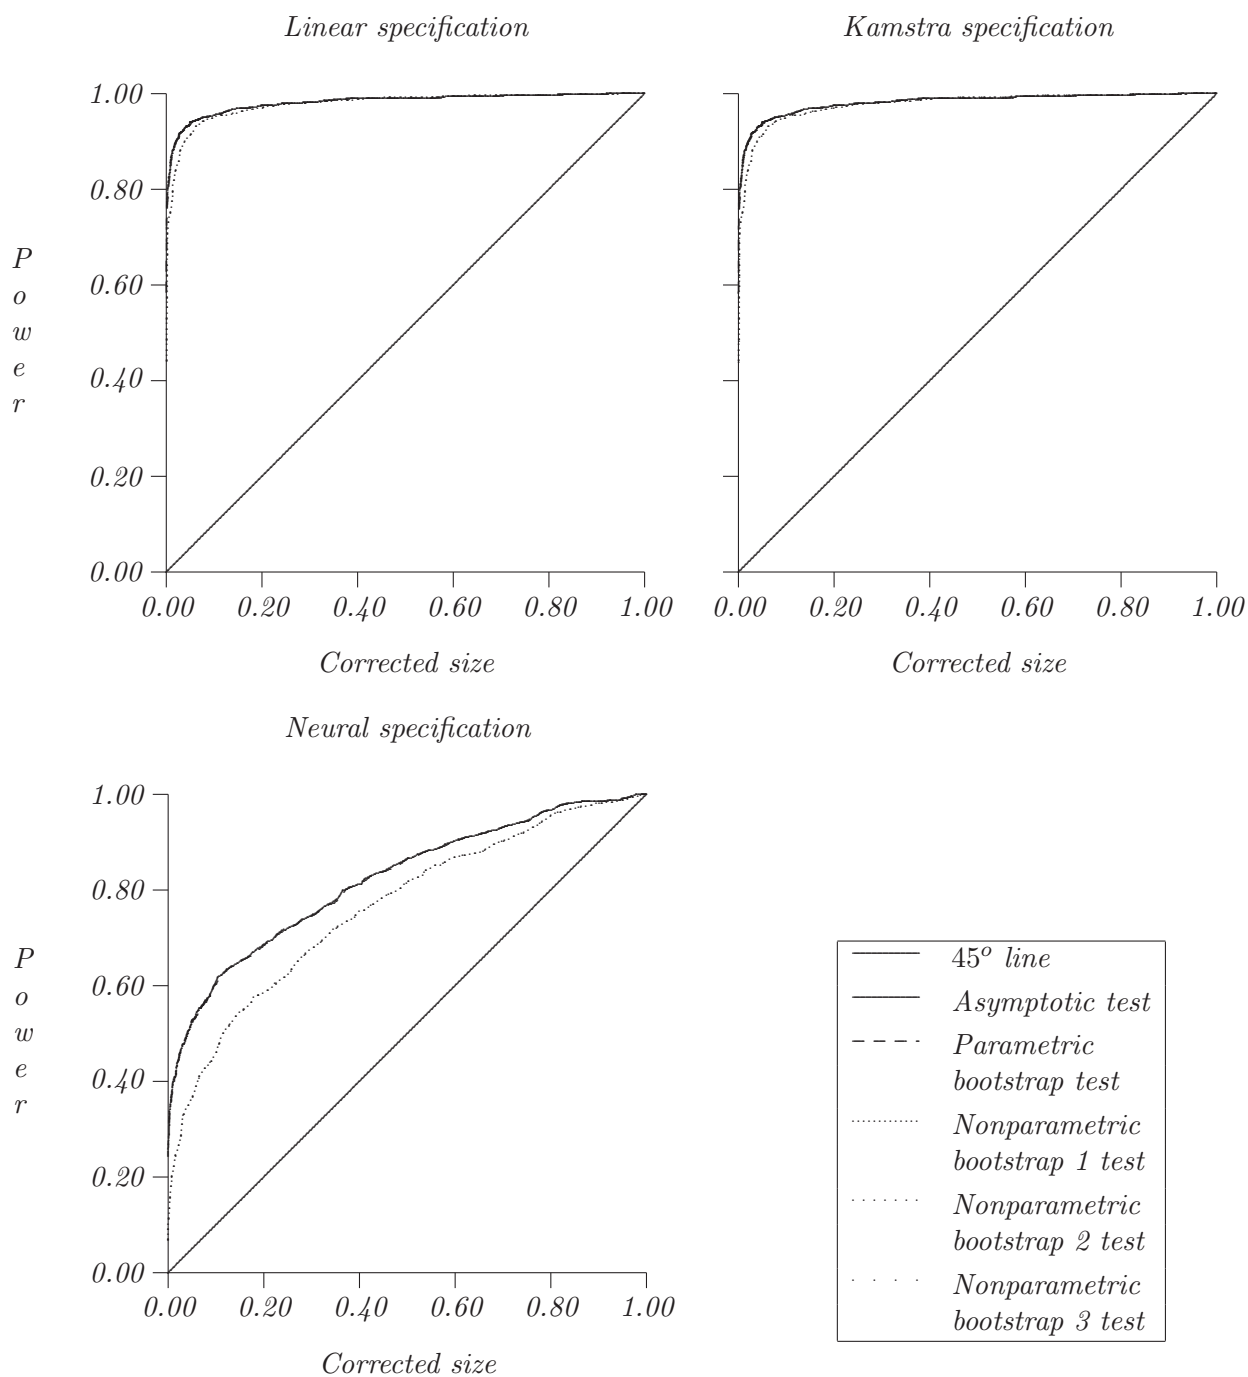 Linear specification
Kamstra specification
1.00
0.80
0.60
0.40
0.20
0.00
P
o
w
e
r
0.00 0.20 0.40 0.60 0.80 1.00
0.00 0.20 0.40 0.60 0.80 1.00
Corrected size
Corrected size
Neural specification
1.00
0.80
0.60
0.40
0.20
0.00
P
o
w
e
r
0.00 0.20 0.40 0.60 0.80 1.00
Corrected size
45° line
Asymptotic test
Parametric
bootstrap test
Nonparametric
bootstrap 1 test
Nonparametric
bootstrap 2 test
Nonparametric
bootstrap 3 test